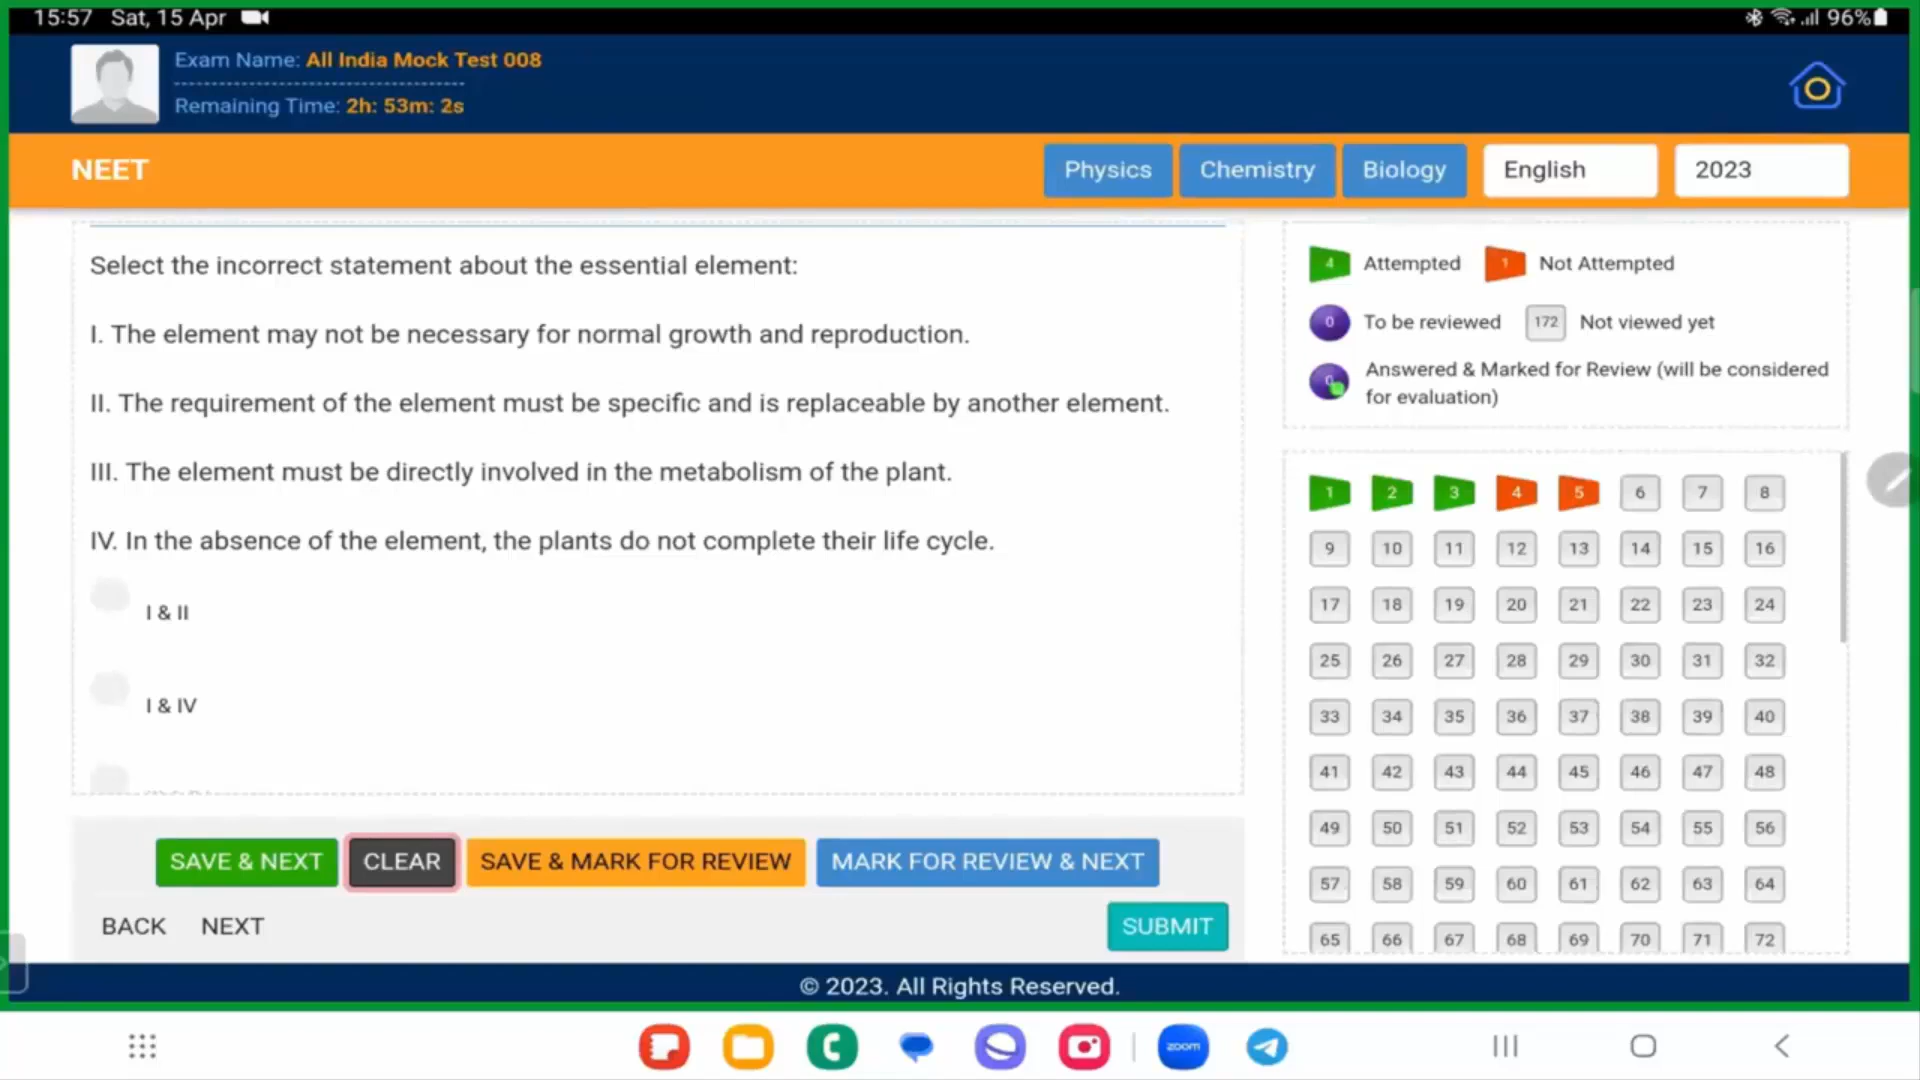 15:57 Sat, 15 Apr
96%
Exam Name: All India Mock Test 008
Remaining Time: 2h: 53m: 2s
NEET
Physics
Chemistry
Biology
English
2023
Select the incorrect statement about the essential element:
I. The element may not be necessary for normal growth and reproduction.
II. The requirement of the element must be specific and is replaceable by another element.
III. The element must be directly involved in the metabolism of the plant.
IV. In the absence of the element, the plants do not complete their life cycle.
I & II
I & IV
SAVE & NEXT
CLEAR
SAVE & MARK FOR REVIEW
MARK FOR REVIEW & NEXT
BACK
NEXT
SUBMIT
4 Attempted
1 Not Attempted
0 To be reviewed
172 Not viewed yet
0 Answered & Marked for Review (will be considered
for evaluation)
1 2 3 4 5 6 7 8
9 10 11 12 13 14 15 16
17 18 19 20 21 22 23 24
25 26 27 28 29 30 31 32
33 34 35 36 37 38 39 40
41 42 43 44 45 46 47 48
49 50 51 52 53 54 55 56
57 58 59 60 61 62 63 64
65 66 67 68 69 70 71 72
© 2023. All Rights Reserved.
zoom